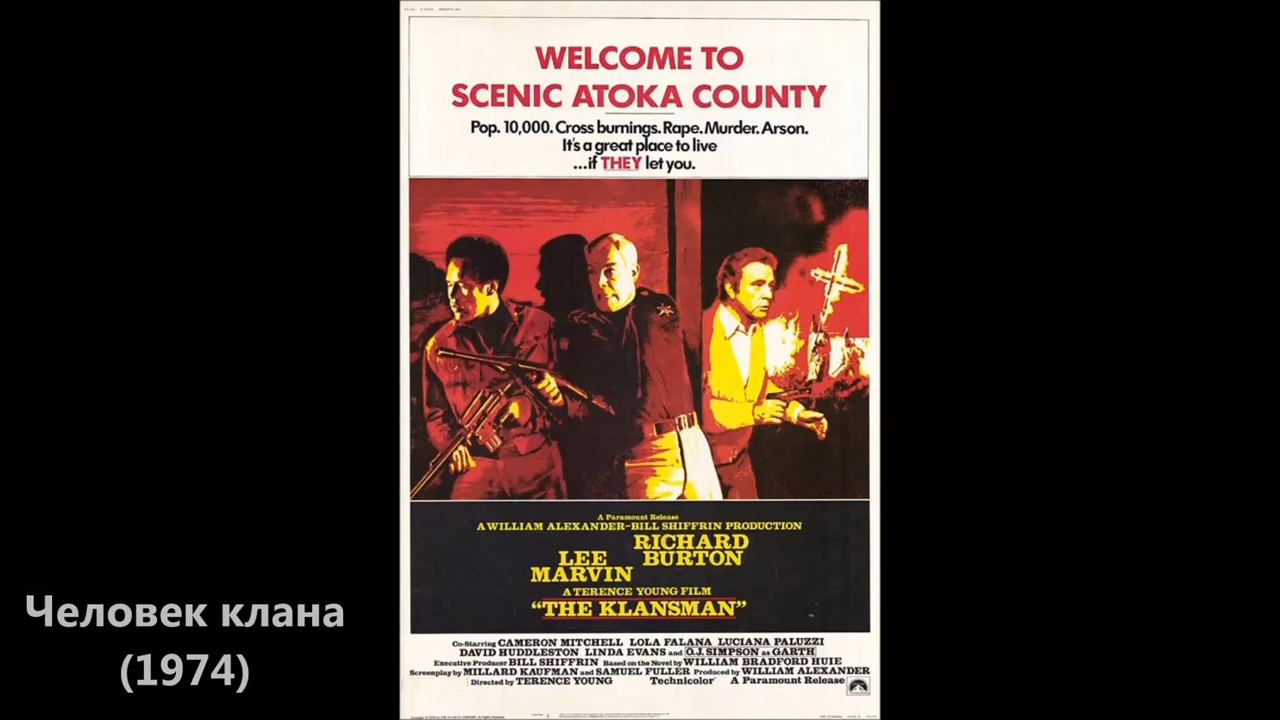 WELCOME TO
SCENIC ATOKA COUNTY
Pop. 10,000. Cross burnings. Rape. Murder. Arson.
It's a great place to live
...if THEY let you.
A Paramount Release
A WILLIAM ALEXANDER-BILL SHIFFRIN PRODUCTION
LEE MARVIN
RICHARD BURTON
A TERENCE YOUNG FILM
"THE KLANSMAN"
Co-Starring CAMERON MITCHELL LOLA FALANA LUCIANA PALUZZI
DAVID HUDDLESTON LINDA EVANS and O.J. SIMPSON as GARTH
Executive Producer BILL SHIFFRIN Based on the Novel by WILLIAM BRADFORD HUIE
Screenplay by MILLARD KAUFMAN and SAMUEL FULLER Produced by WILLIAM ALEXANDER
Directed by TERENCE YOUNG Technicolor A Paramount Release
Человек клана
(1974)